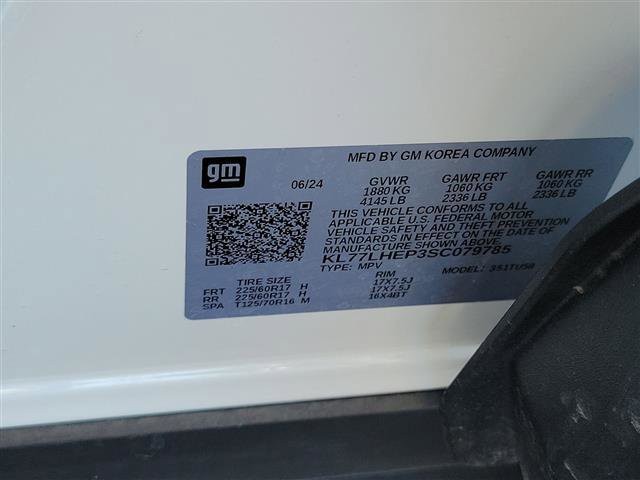 gm
MFD BY GM KOREA COMPANY
06/24 GVWR GAWR FRT GAWR RR
1880 KG 1060 KG 1060 KG
4145 LB 2336 LB 2336 LB
THIS VEHICLE CONFORMS TO ALL
APPLICABLE U.S. FEDERAL MOTOR
VEHICLE SAFETY AND THEFT PREVENTION
STANDARDS IN EFFECT ON THE DATE OF
MANUFACTURE SHOWN ABOVE.
KL77LHEP3SC079785
TYPE: MPV MODEL:
TIRE SIZE RIM
FRT 225/60R17 H 17X7.5J
RR 225/60R17 H 17X7.5J
SPA T125/70R16 M 16X4BT